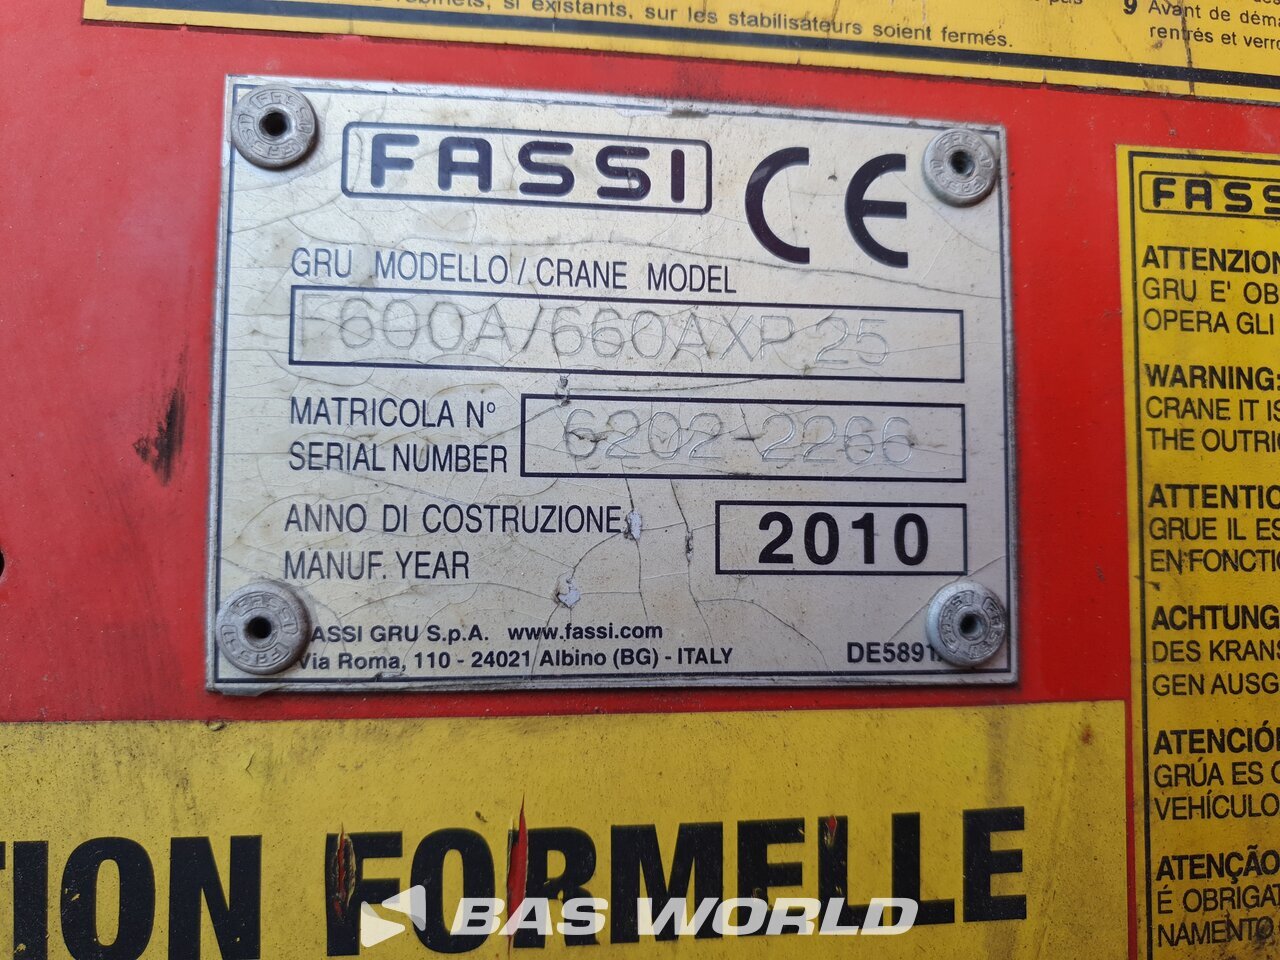 si existants, sur les stabilisateurs soient fermés.
9 Avant de
rentrés et
FASSI CE
GRU MODELLO / CRANE MODEL
F600A/660AXP.25
MATRICOLA Nº
SERIAL NUMBER
6202-2266
ANNO DI COSTRUZIONE
MANUF. YEAR
2010
FASSI GRU S.p.A. www.fassi.com
Via Roma, 110 - 24021 Albino (BG) - ITALY
DE5891
FASS
ATTENZION
GRU E' OB
OPERA GLI
WARNING:
CRANE IT IS
THE OUTRI
ATTENTIO
GRUE IL ES
EN FONCTIO
ACHTUNG
DES KRANS
GEN AUSG
ATENCIÓ
GRÚA ES
VEHÍCULO
ATENÇÃO
É OBRIGA
NAMENTO
TION FORMELLE
BAS WORLD